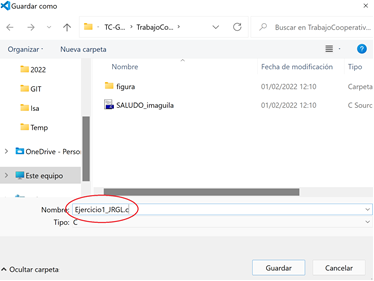 Guardar como
TC-G... TrabajoCo... Buscar en TrabajoCooperativ...
Organizar Nueva carpeta
Nombre Fecha de modificación Tipo
2022
GIT
Isa
Temp
OneDrive - Person
Este equipo
figura 01/02/2022 12:10 Carpeta
SALUDO_imaguila 01/02/2022 12:10 C Sourc
Nombre: Ejercicio1_JRGL.c
Tipo: C
Ocultar carpeta
Guardar Cancelar